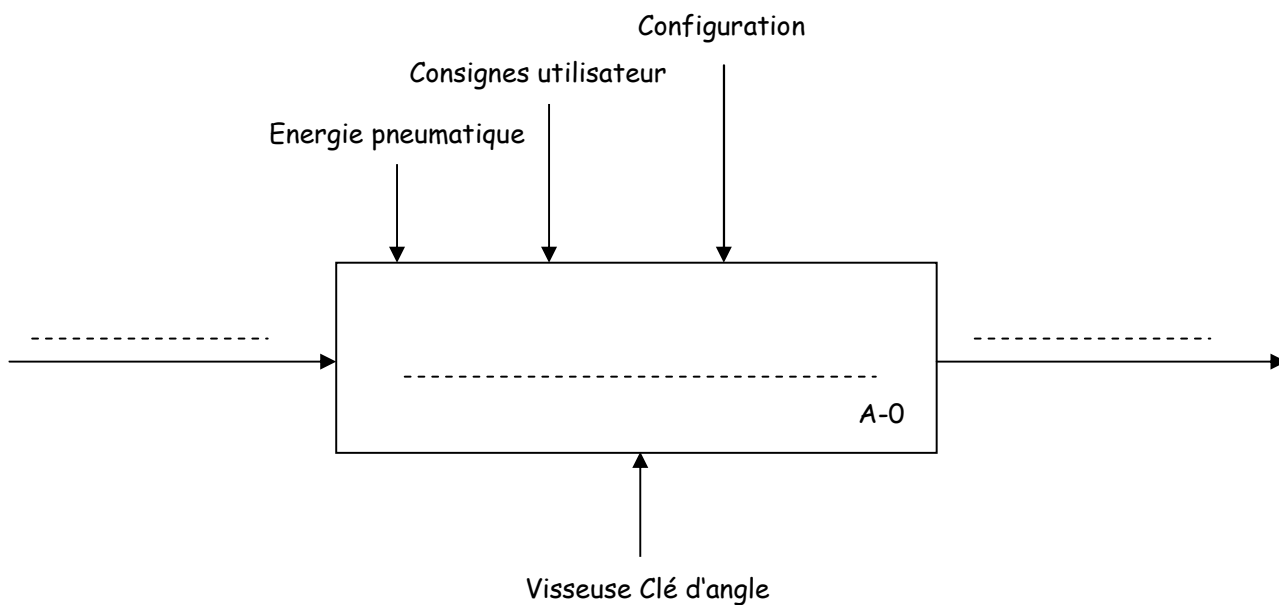 Configuration
Consignes utilisateur
Energie pneumatique
A-0
Visseuse Clé d'angle